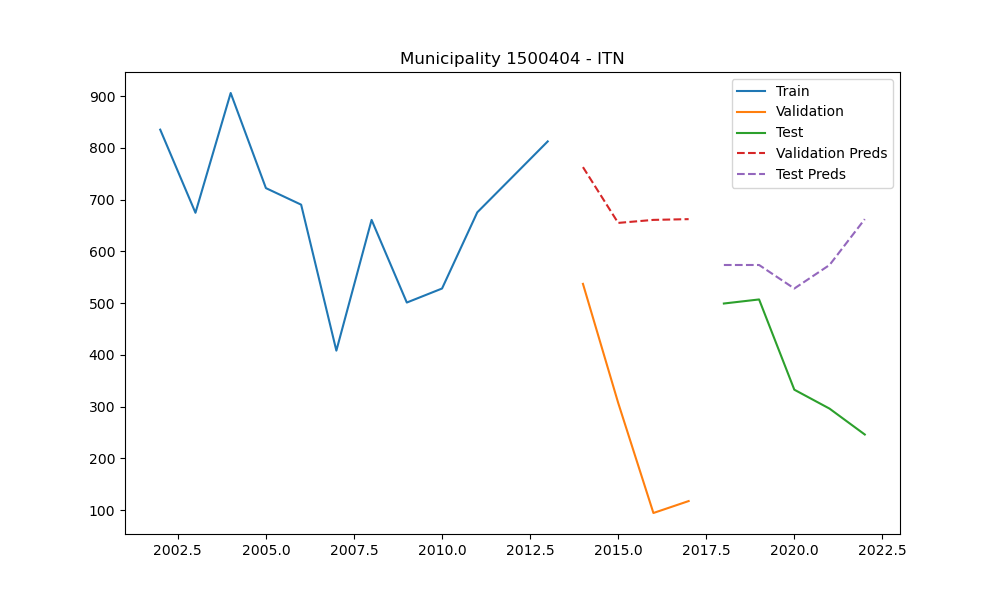 Municipality 1500404 - ITN
900
800
700
600
500
400
300
200
100
2002.5 2005.0 2007.5 2010.0 2012.5 2015.0 2017.5 2020.0 2022.5
Train
Validation
Test
Validation Preds
Test Preds